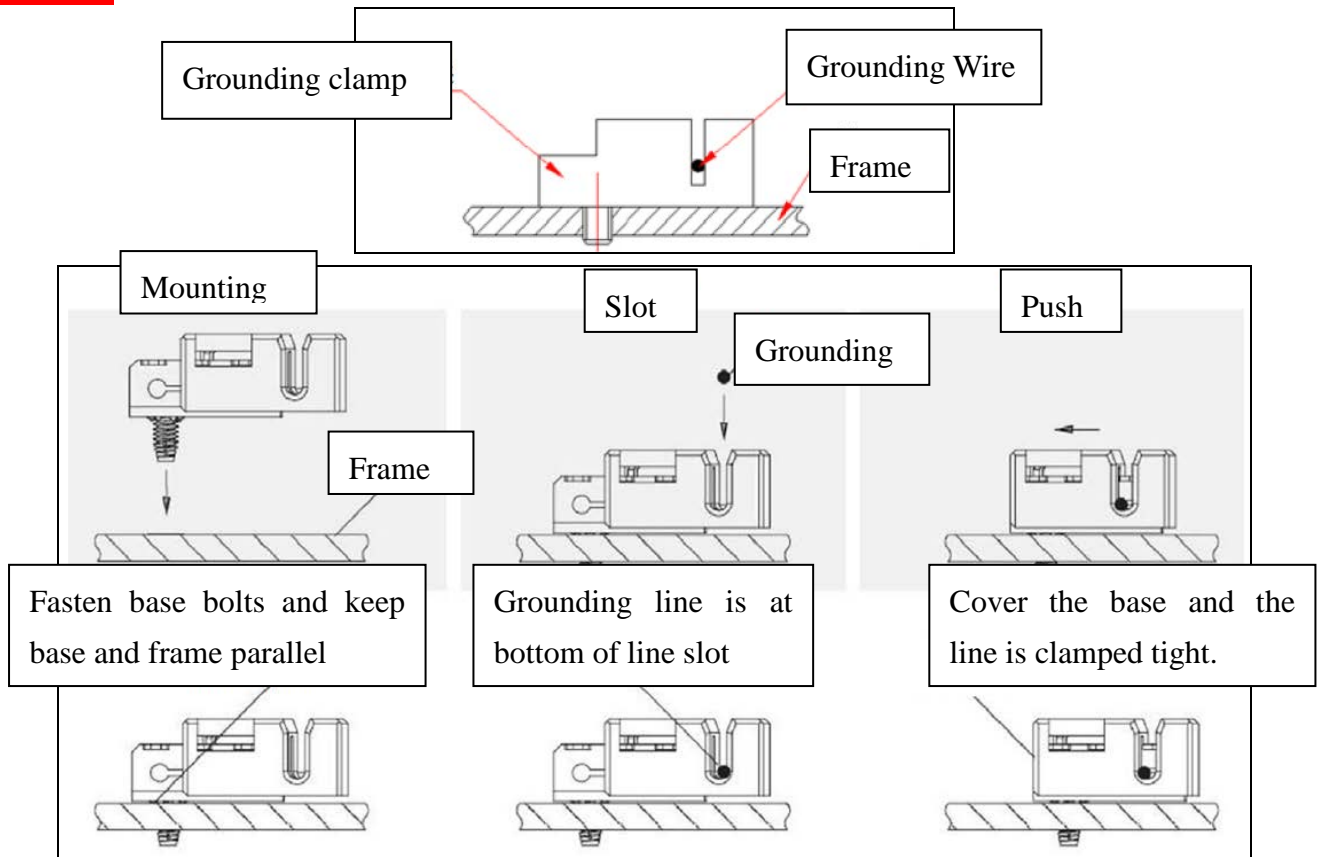 Grounding clamp
Grounding Wire
Frame
Mounting
Slot
Push
Grounding
Frame
Fasten base bolts and keep
base and frame parallel
Grounding line is at
bottom of line slot
Cover the base and the
line is clamped tight.